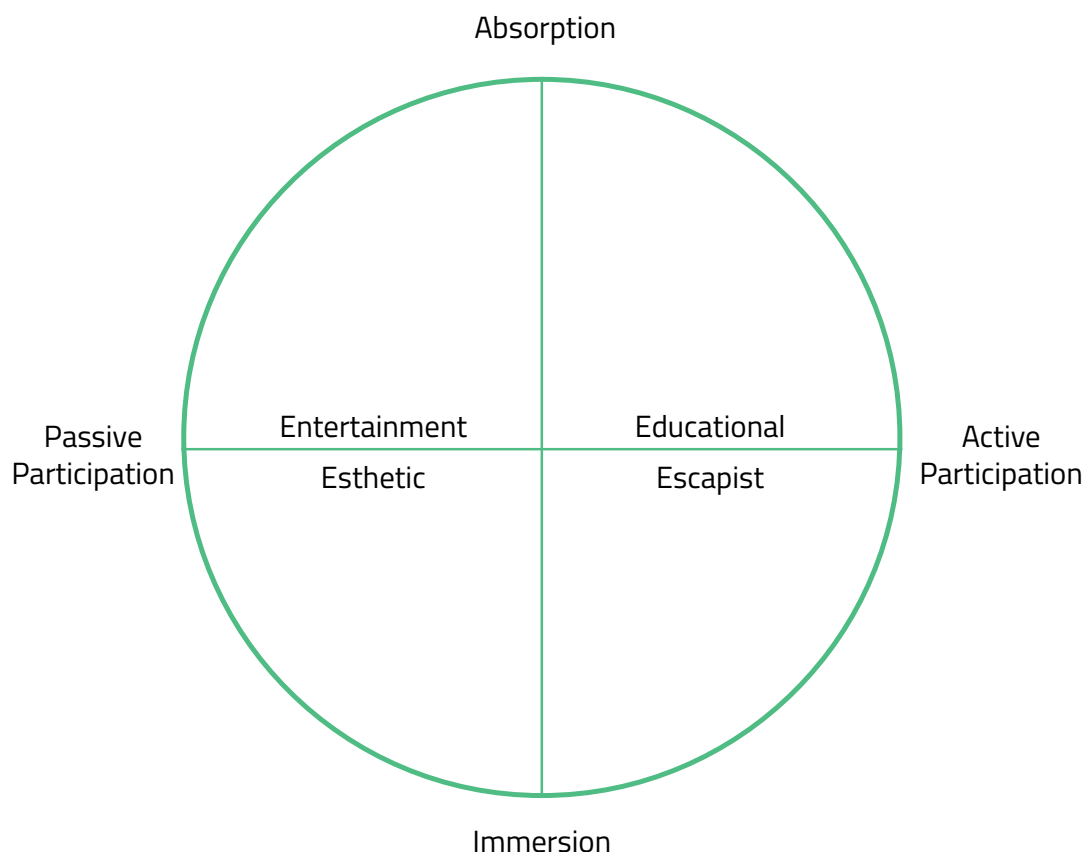 Absorption
Entertainment
Educational
Passive
Participation
Active
Participation
Esthetic
Escapist
Immersion